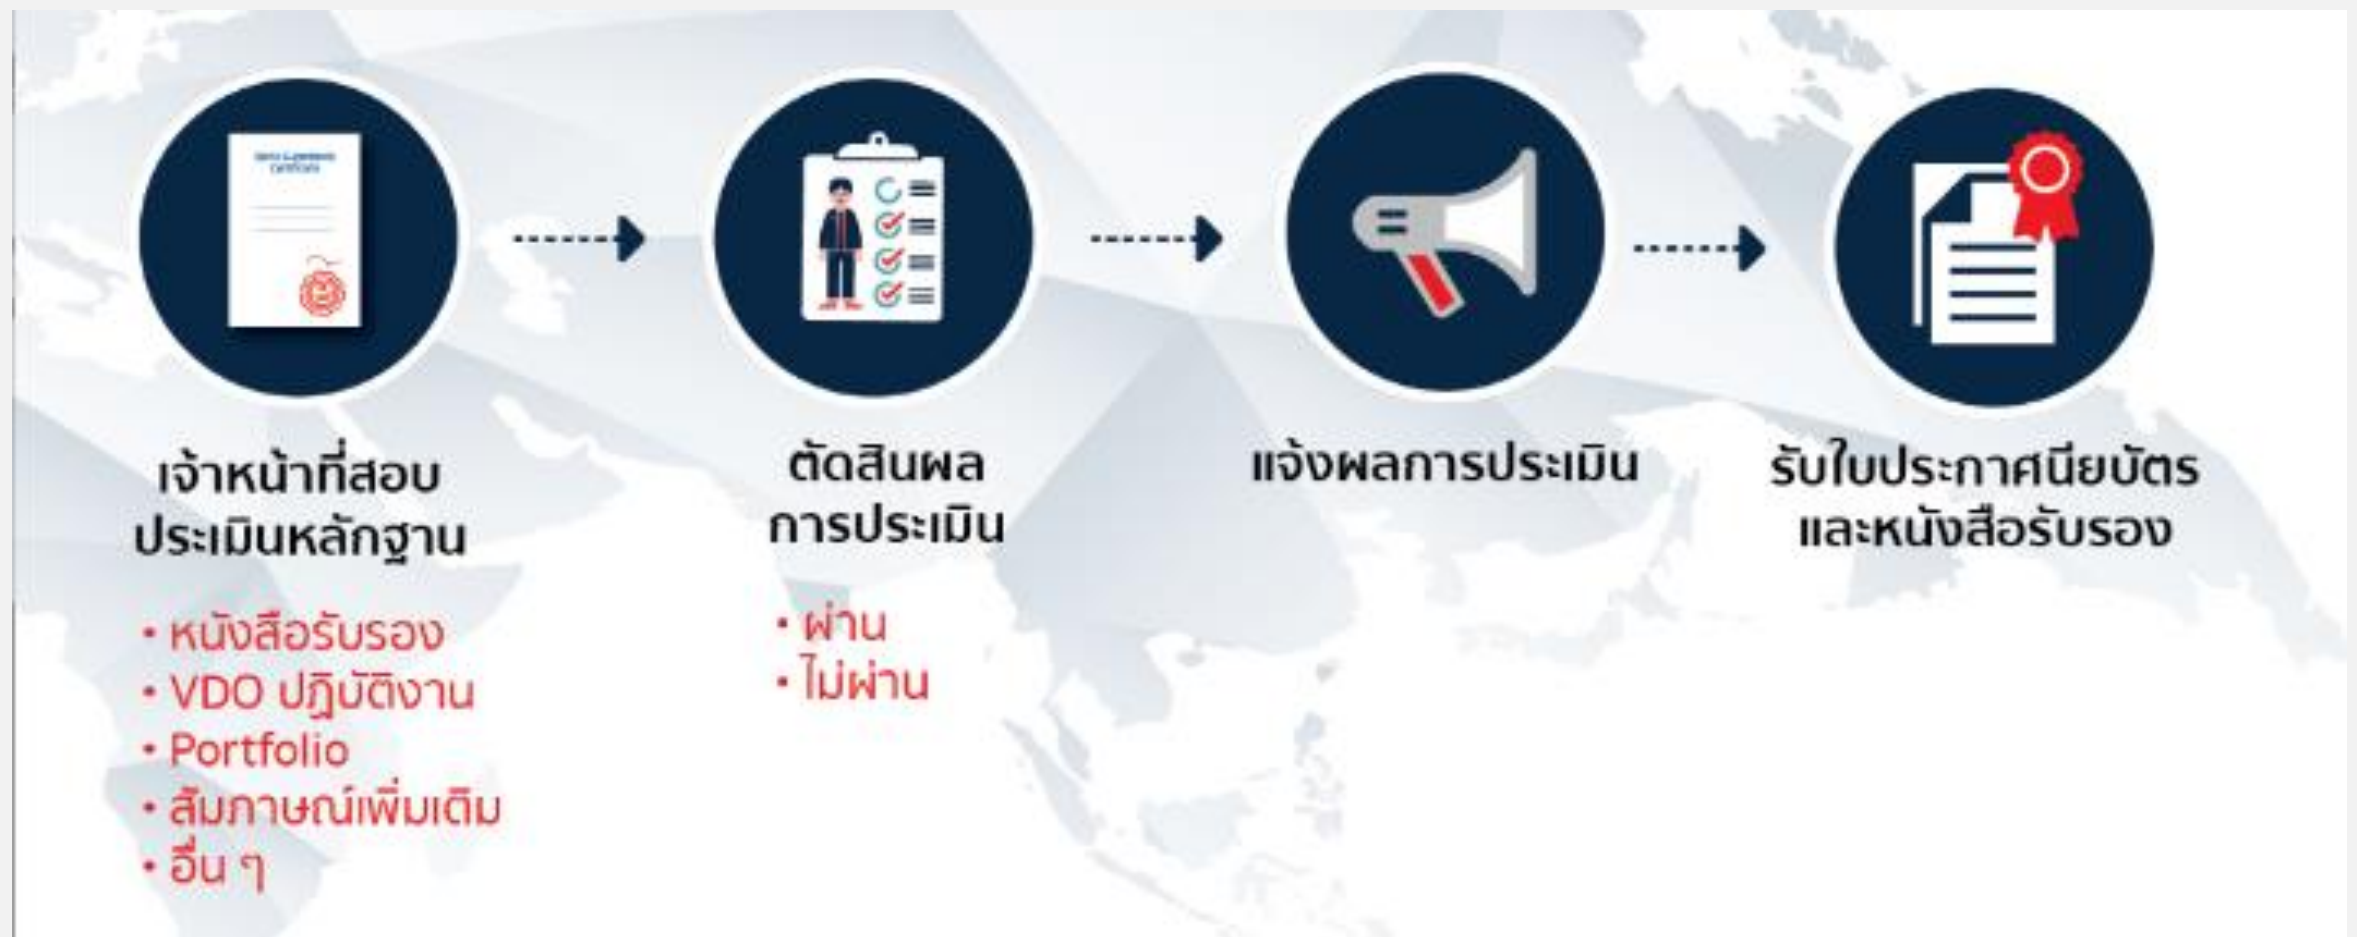 เจ้าหน้าที่สอบ
ประเมินหลักฐาน
• หนังสือรับรอง
• VDO ปฏิบัติงาน
• Portfolio
• สัมภาษณ์เพิ่มเติม
• อื่น ๆ
ตัดสินผล
การประเมิน
• ผ่าน
• ไม่ผ่าน
แจ้งผลการประเมิน
รับใบประกาศนียบัตร
และหนังสือรับรอง